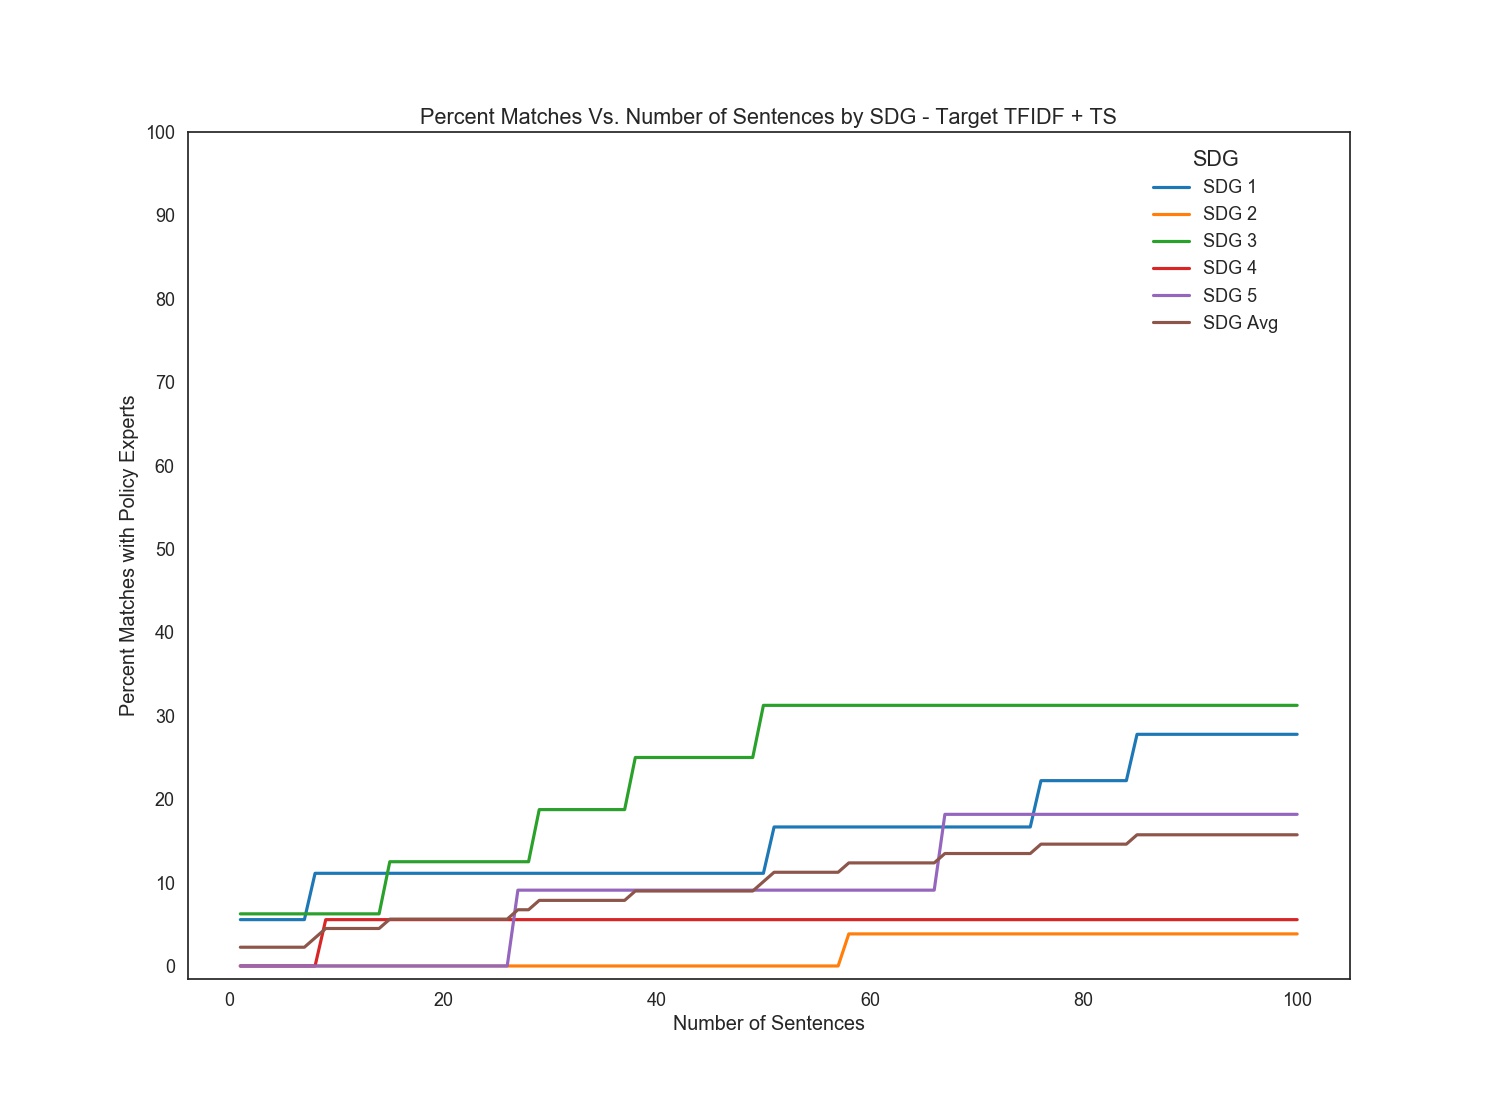 Percent Matches Vs. Number of Sentences by SDG - Target TFIDF + TS
100
90
80
70
60
50
40
30
20
10
0
Percent Matches with Policy Experts
SDG
SDG 1
SDG 2
SDG 3
SDG 4
SDG 5
SDG Avg
0 20 40 60 80 100
Number of Sentences